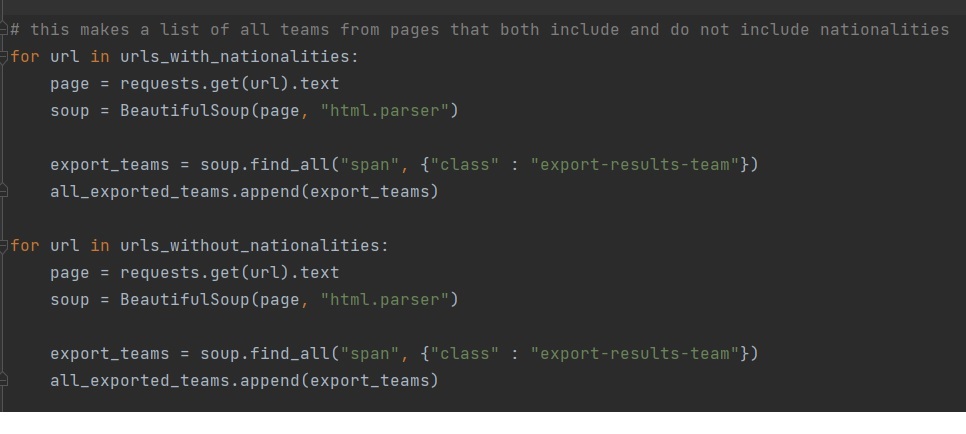 # this makes a list of all teams from pages that both include and do not include nationalities
for url in urls_with_nationalities:
    page = requests.get(url).text
    soup = BeautifulSoup(page, "html.parser")

    export_teams = soup.find_all("span", {"class" : "export-results-team"})
    all_exported_teams.append(export_teams)

for url in urls_without_nationalities:
    page = requests.get(url).text
    soup = BeautifulSoup(page, "html.parser")

    export_teams = soup.find_all("span", {"class" : "export-results-team"})
    all_exported_teams.append(export_teams)